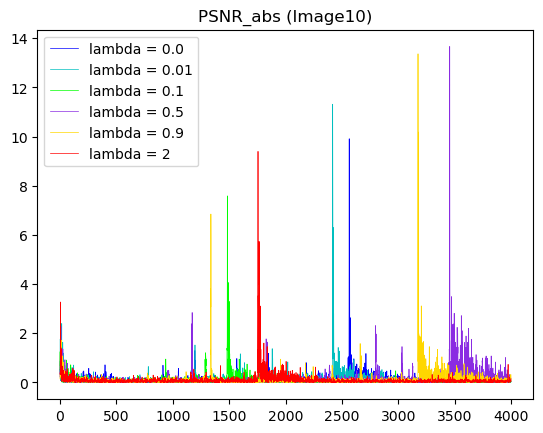 PSNR_abs (Image10)
14
12
10
8
6
4
2
0
lambda = 0.0
lambda = 0.01
lambda = 0.1
lambda = 0.5
lambda = 0.9
lambda = 2
0 500 1000 1500 2000 2500 3000 3500 4000